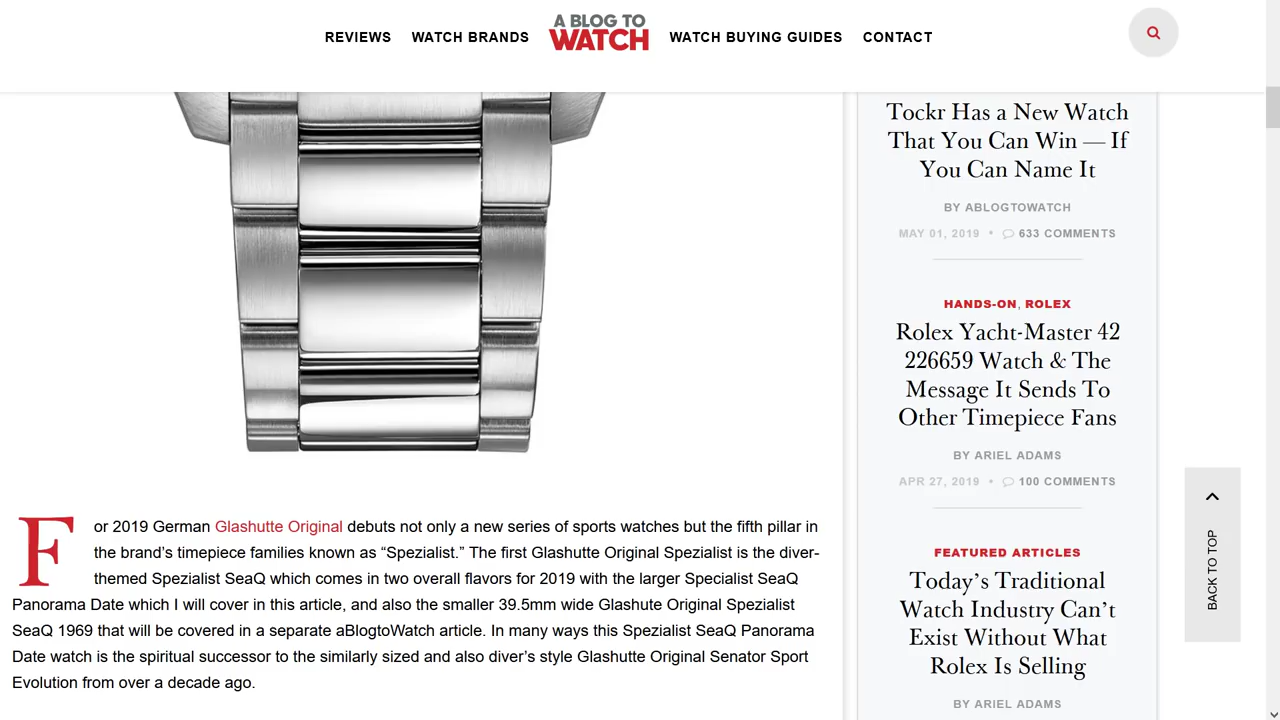 REVIEWS
WATCH BRANDS
A BLOG TO
WATCH
WATCH BUYING GUIDES
CONTACT
For 2019 German Glashutte Original debuts not only a new series of sports watches but the fifth pillar in
the brand’s timepiece families known as “Spezialist.” The first Glashutte Original Spezialist is the diver-
themed Spezialist SeaQ which comes in two overall flavors for 2019 with the larger Specialist SeaQ
Panorama Date which I will cover in this article, and also the smaller 39.5mm wide Glashute Original Spezialist
SeaQ 1969 that will be covered in a separate aBlogtoWatch article. In many ways this Spezialist SeaQ Panorama
Date watch is the spiritual successor to the similarly sized and also diver’s style Glashutte Original Senator Sport
Evolution from over a decade ago.
Tockr Has a New Watch
That You Can Win — If
You Can Name It
BY ABLOGTOWATCH
MAY 01, 2019 • 633 COMMENTS
HANDS-ON, ROLEX
Rolex Yacht-Master 42
226659 Watch & The
Message It Sends To
Other Timepiece Fans
BY ARIEL ADAMS
APR 27, 2019 • 100 COMMENTS
FEATURED ARTICLES
Today’s Traditional
Watch Industry Can’t
Exist Without What
Rolex Is Selling
BY ARIEL ADAMS
BACK TO TOP